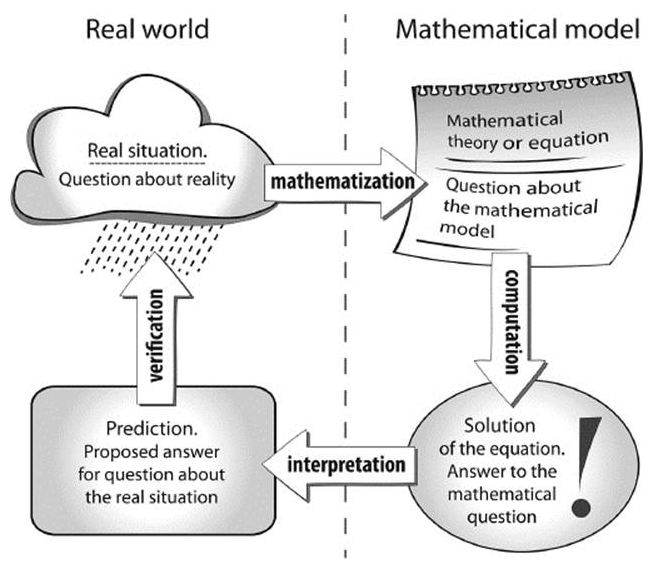 Real world
Mathematical model
Real situation.
Question about reality
mathematization
Mathematical
theory or equation
Question about
the mathematical
model
computation
Solution
of the equation.
Answer to the
mathematical
question
!
interpretation
Prediction.
Proposed answer
for question about
the real situation
verification